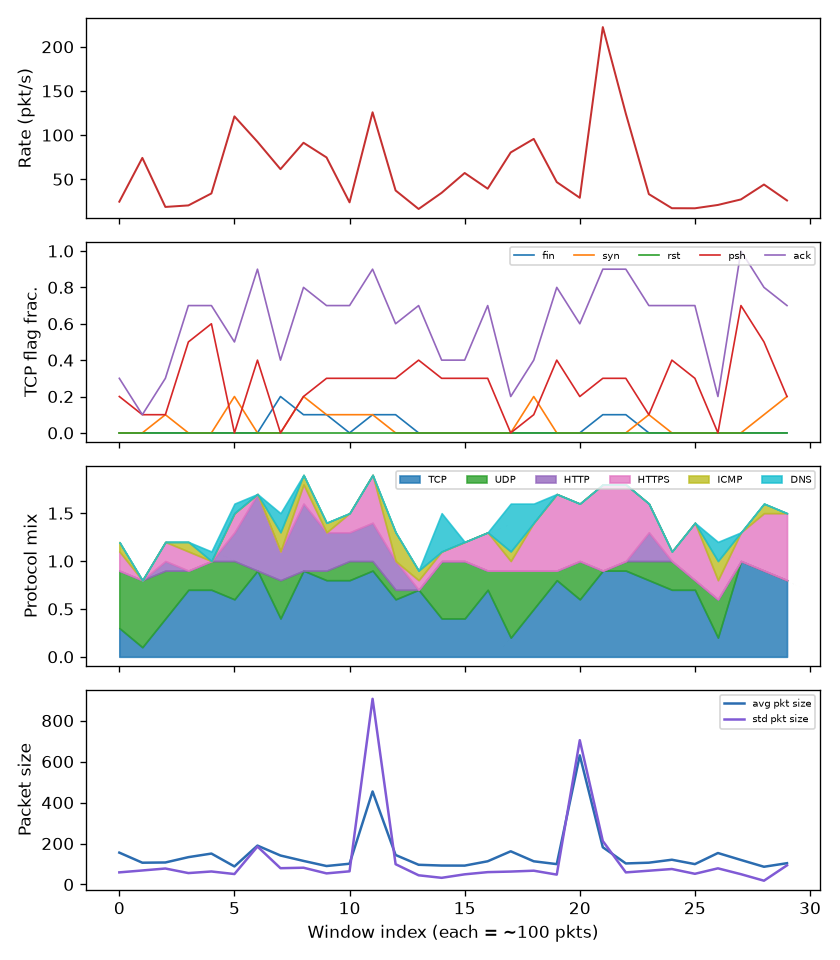 Rate (pkt/s)
200
150
100
50
TCP flag frac.
1.0
0.8
0.6
0.4
0.2
0.0
fin syn rst psh ack
Protocol mix
1.5
1.0
0.5
0.0
TCP UDP HTTP HTTPS ICMP DNS
Packet size
800
600
400
200
0
avg pkt size
std pkt size
0 5 10 15 20 25 30
Window index (each = ~100 pkts)